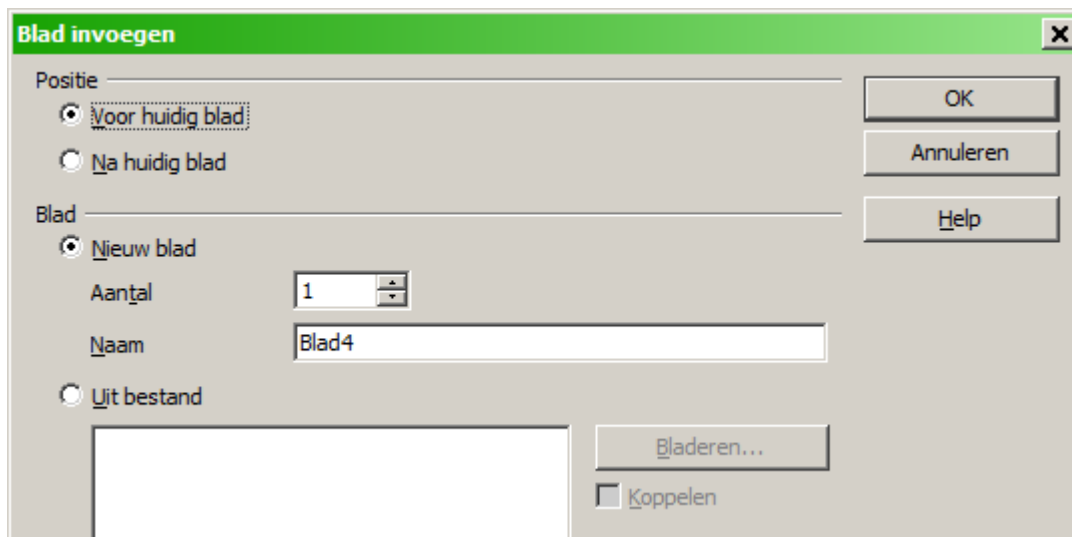 Blad invoegen
Positie
Voor huidig blad
Na huidig blad
OK
Annuleren
Help
Blad
Nieuw blad
Aantal 1
Naam Blad4
Uit bestand
Bladeren...
Koppelen